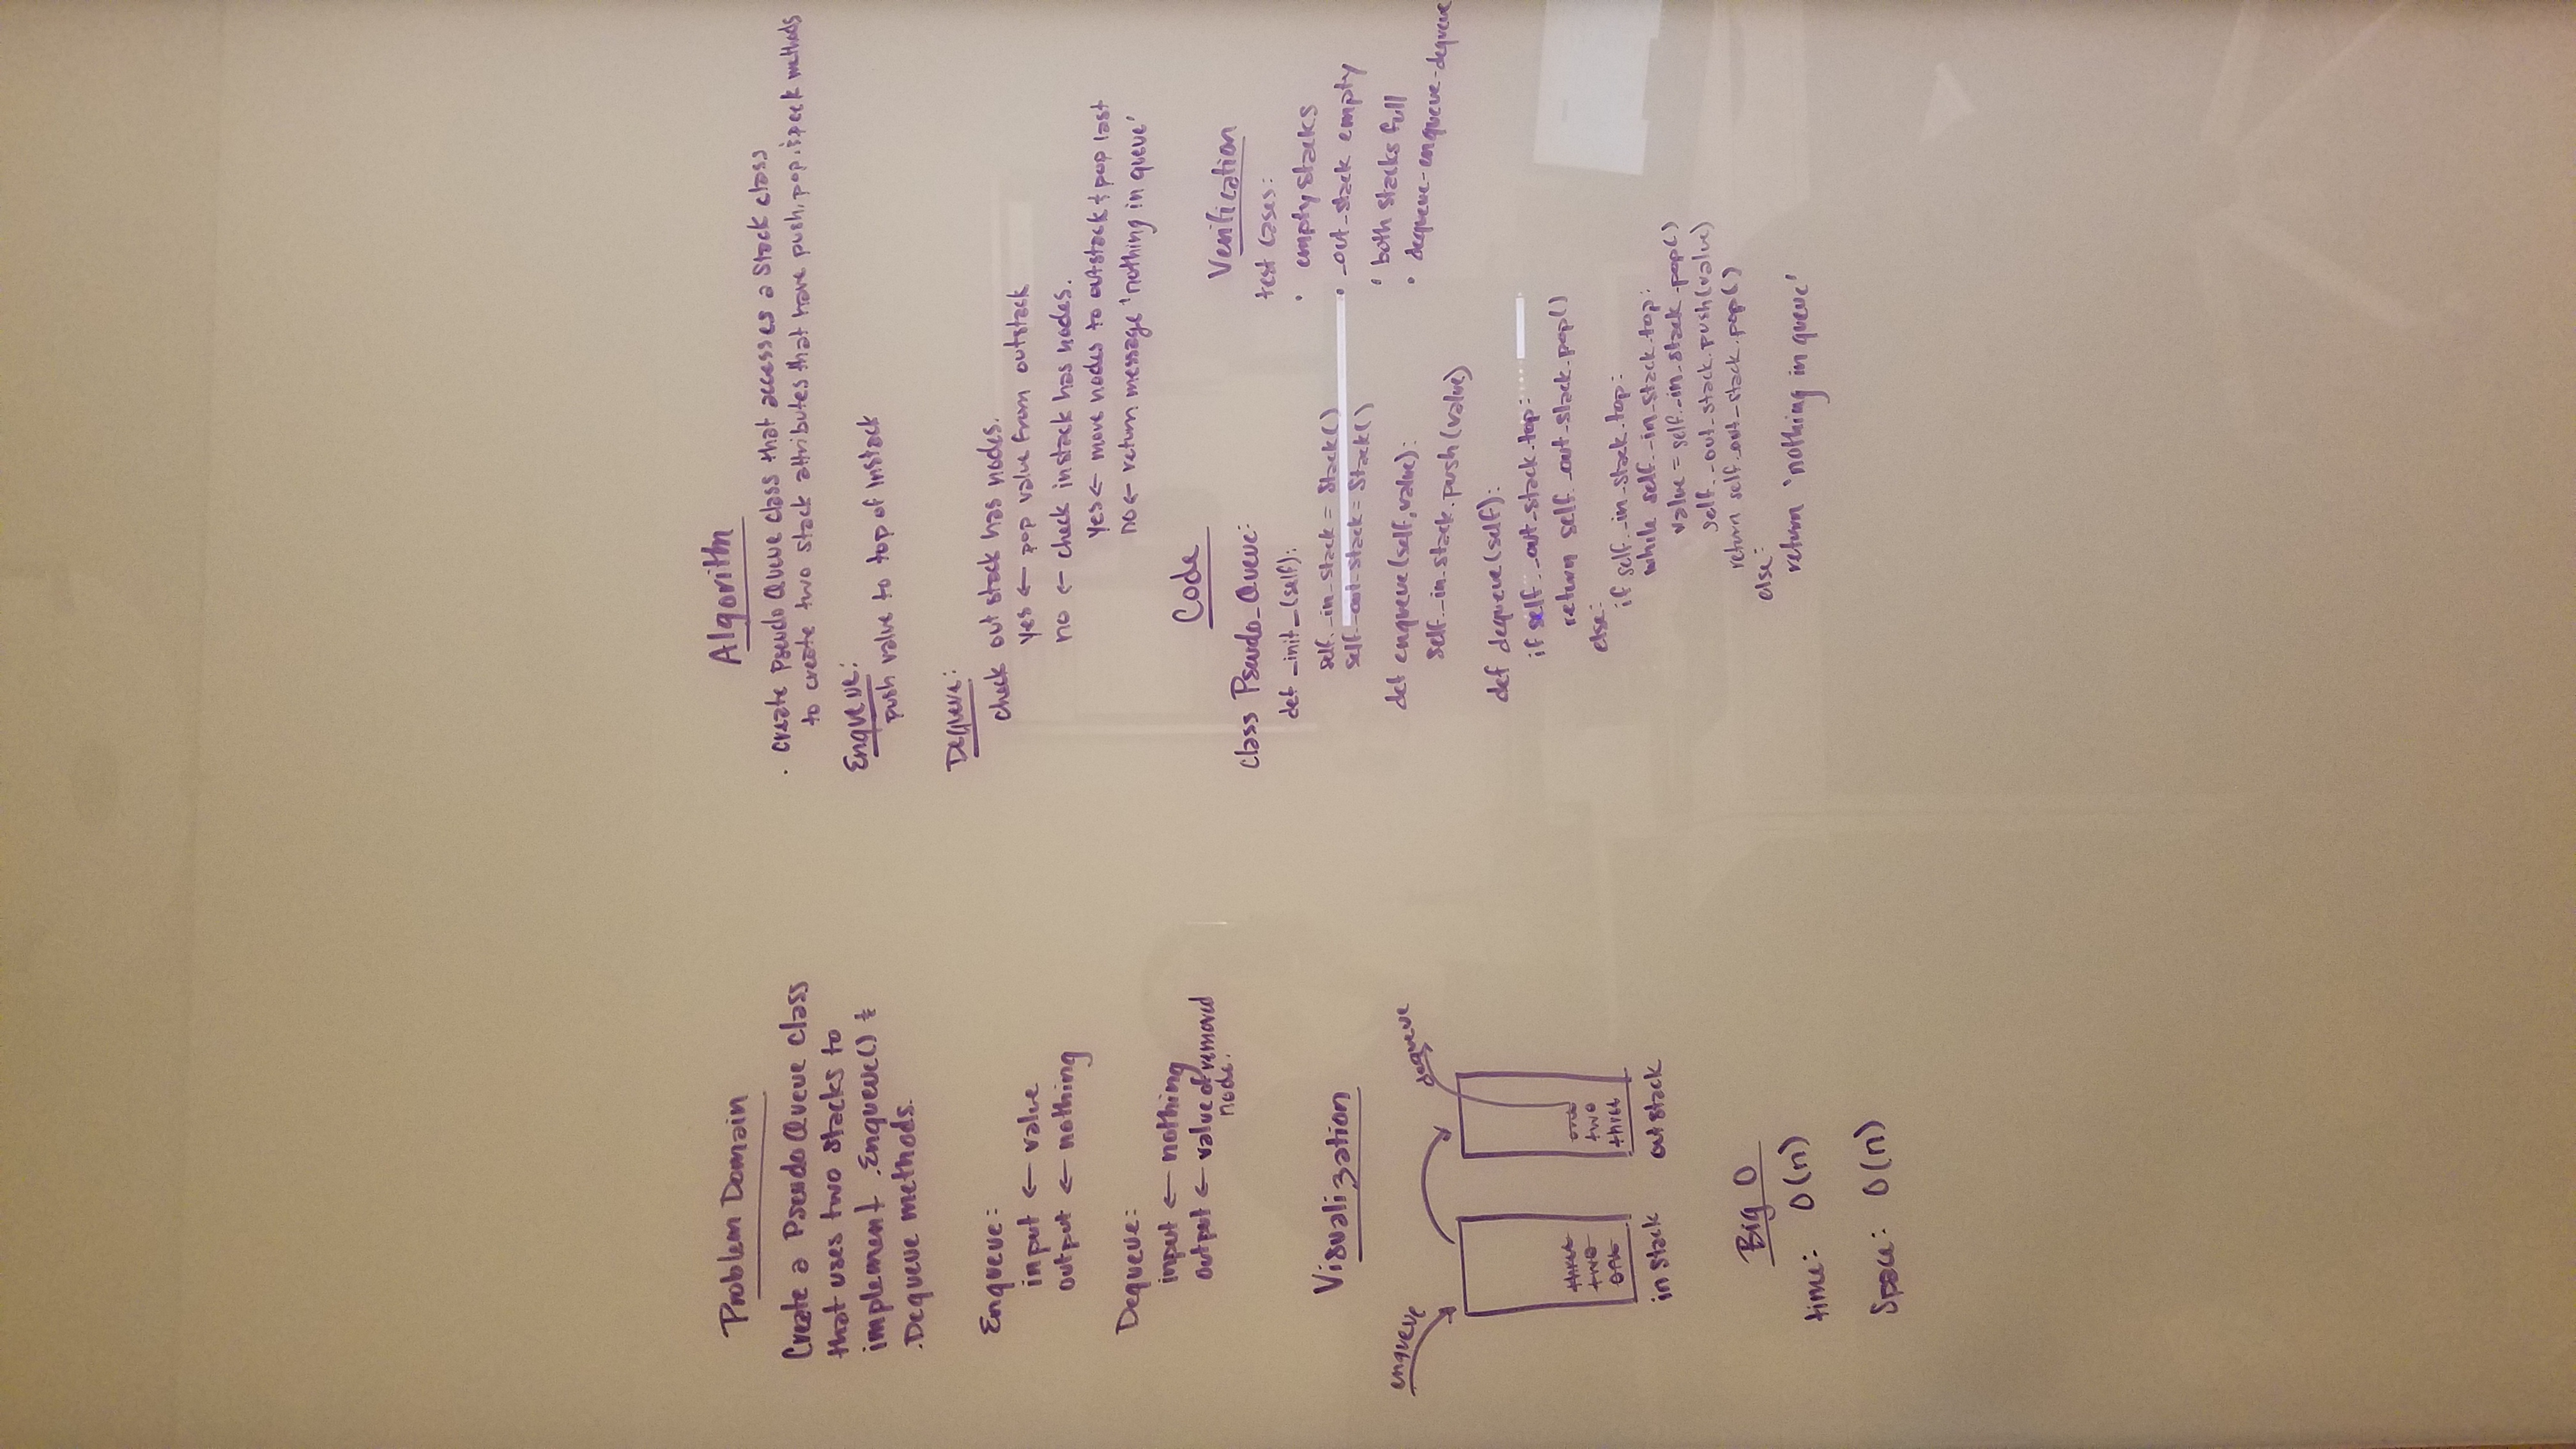 Problem Domain
Create a Pseudo Queue class
that uses two stacks to
implement .Enqueue() &
.Dequeue methods.
Enqueue:
input ← value
output ← nothing
Dequeue:
input ← nothing
output ← value of removed
node.
Visualization
enqueue
dequeue
three
two
one
in stack
one
two
three
out stack
Big O
time: O(n)
Space: O(n)
Algorithm
· Create Pseudo Queue class that accesses a Stack class
to create two stack attributes that have push, pop, & peek methods
Enqueue:
push value to top of Instack
Dequeue:
check out stack has nodes.
yes ← pop value from outstack
no ← check instack has nodes.
yes ← move nodes to outstack & pop last
no ← return message 'nothing in queue'
Code
class Pseudo_Queue:
def _init_(self):
self._in_stack = Stack()
self._out_stack = Stack()
def enqueue(self, value):
self._in_stack.push(value)
def dequeue(self):
if self._out_stack.top:
return self._out_stack.pop()
else:
if self._in_stack.top:
while self._in_stack.top:
value = self._in_stack.pop()
self._out_stack.push(value)
return self._out_stack.pop()
else:
return 'nothing in queue'
Verification
test cases:
· empty stacks
· _out_stack empty
· both stacks full
· dequeue-enqueue-dequeue